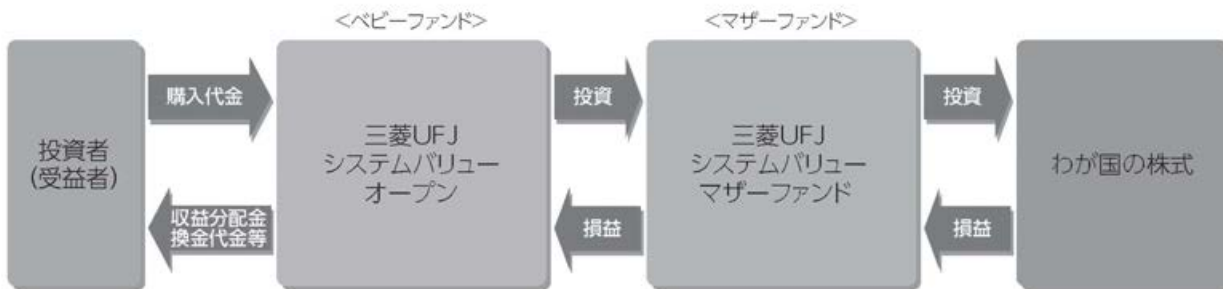 ＜ベビーファンド＞
＜マザーファンド＞
投資者
(受益者)
購入代金
収益分配金
換金代金等
三菱UFJ
システムバリュー
オープン
投資
損益
三菱UFJ
システムバリュー
マザーファンド
投資
損益
わが国の株式